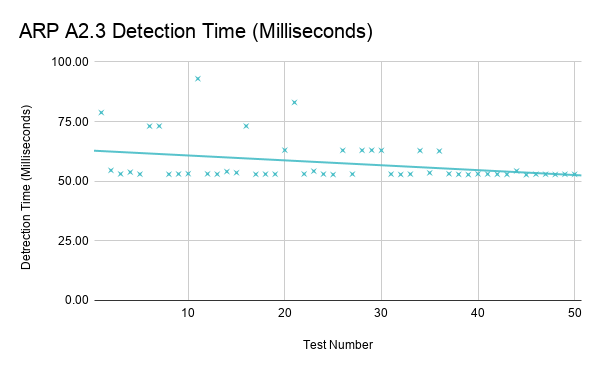 ARP A2.3 Detection Time (Milliseconds)
Detrection Time (Milliseconds)
100.00
75.00
50.00
25.00
0.00
10 20 30 40 50
Test Number